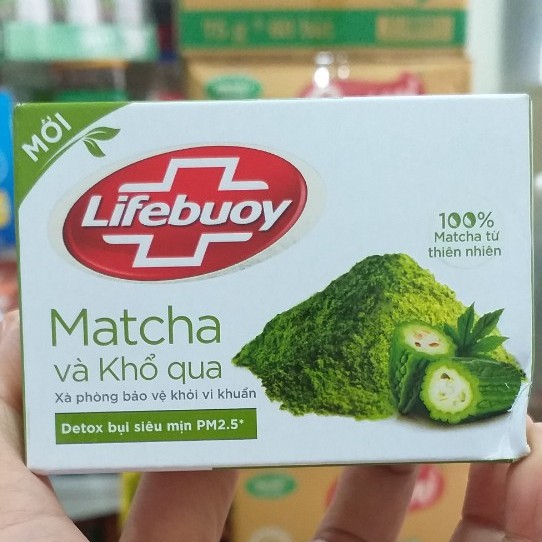 MỚI
Lifebuoy
100%
Matcha từ
thiên nhiên
Matcha
và Khổ qua
Xà phòng bảo vệ khỏi vi khuẩn
Detox bụi siêu mịn PM2.5*